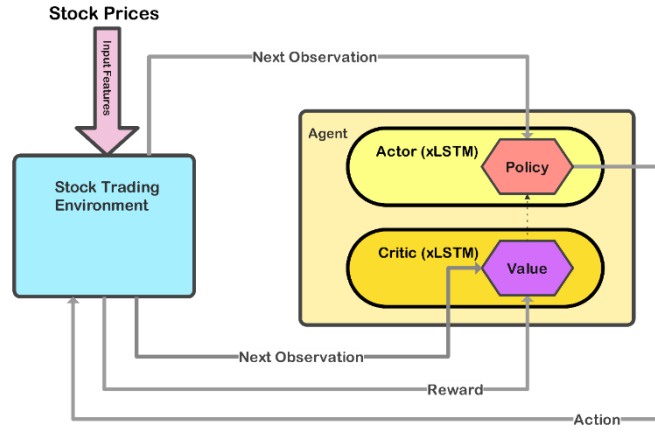 Stock Prices
Input Features
Next Observation
Agent
Actor (xLSTM)
Policy
Stock Trading
Environment
Critic (xLSTM)
Value
Next Observation
Reward
Action